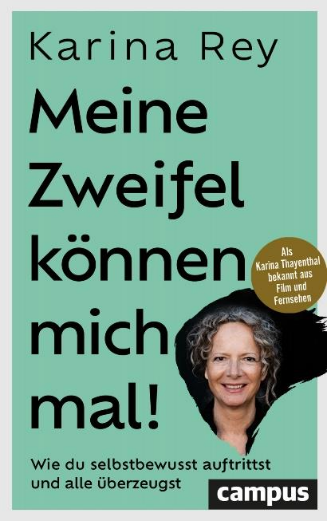 Karina Rey
Meine
Zweifel
können
mich
mal!
Als
Karina Thayenthal
bekannt aus
Film und
Fernsehen
Wie du selbstbewusst auftrittst
und alle überzeugst
campus